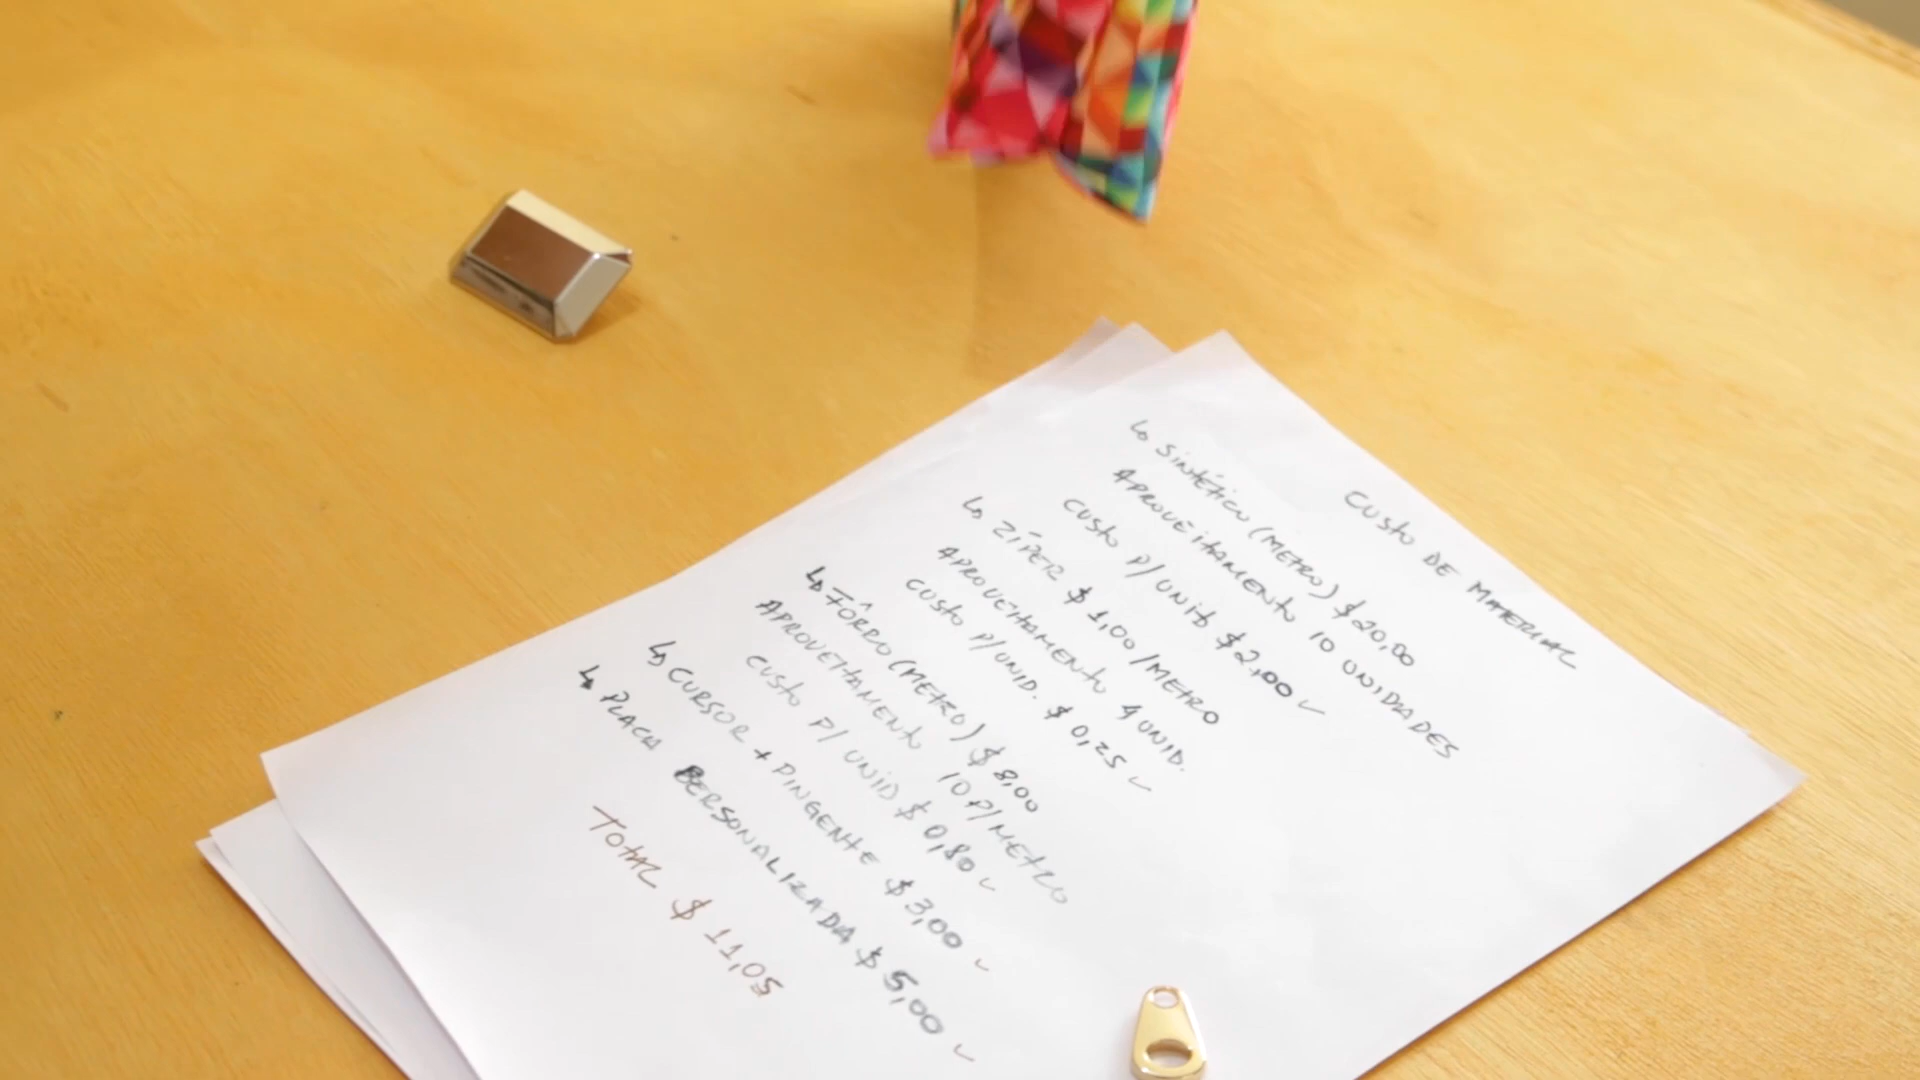 Custo DE MATERIAL
↳ SINTÉTICO (METRO) $20,00
APROVEITAMENTO 10 UNIDADES
CUSTO P/UNID $2,00 ✓
↳ ZÍPER $1,00/METRO
APROVEITAMENTO 4 UNID.
CUSTO P/UNID. $0,25 ✓
↳ FÔRRO (METRO) $8,00
APROVEITAMENTO 10 P/METRO
CUSTO P/ UNID $0,80 ✓
↳ CURSOR + PINGENTE $3,00 ✓
↳ PLACA PERSONALIZADA $5,00 ✓
TOTAL $ 11,05